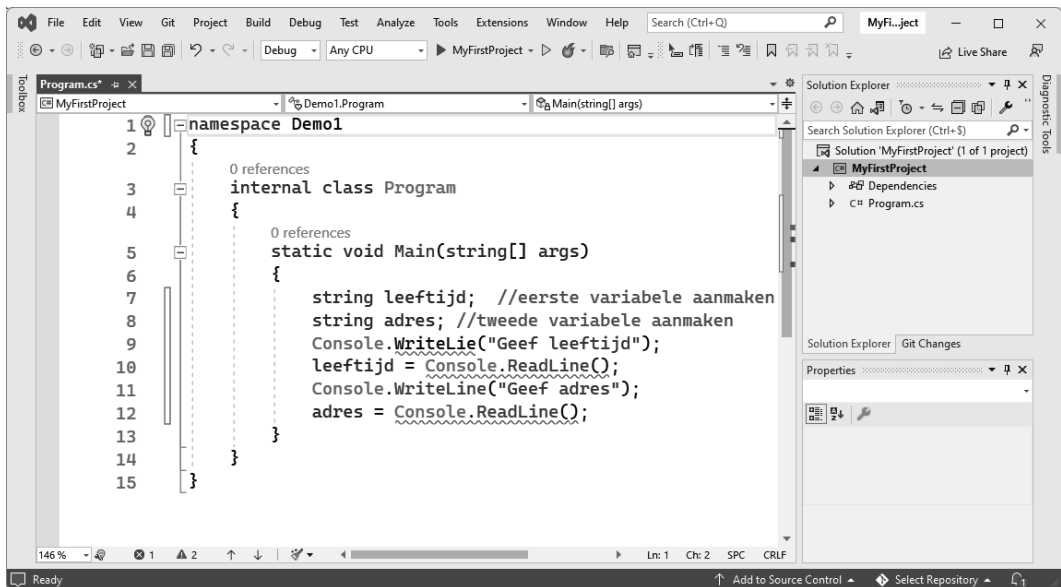 File Edit View Git Project Build Debug Test Analyze Tools Extensions Window Help Search (Ctrl+Q) MyFi...ject
Debug Any CPU MyFirstProject Live Share
Toolbox
Program.cs*
MyFirstProject Demo1.Program Main(string[] args)
1 namespace Demo1
2 {
0 references
3 internal class Program
4 {
0 references
5 static void Main(string[] args)
6 {
7 string leeftijd; //eerste variabele aanmaken
8 string adres; //tweede variabele aanmaken
9 Console.WriteLie("Geef leeftijd");
10 leeftijd = Console.ReadLine();
11 Console.WriteLine("Geef adres");
12 adres = Console.ReadLine();
13 }
14 }
15 }
146 % 1 2 Ln: 1 Ch: 2 SPC CRLF
Solution Explorer
Search Solution Explorer (Ctrl+$)
Solution 'MyFirstProject' (1 of 1 project)
C# MyFirstProject
Dependencies
C# Program.cs
Solution Explorer Git Changes
Properties
Diagnostic Tools
Ready Add to Source Control Select Repository 1